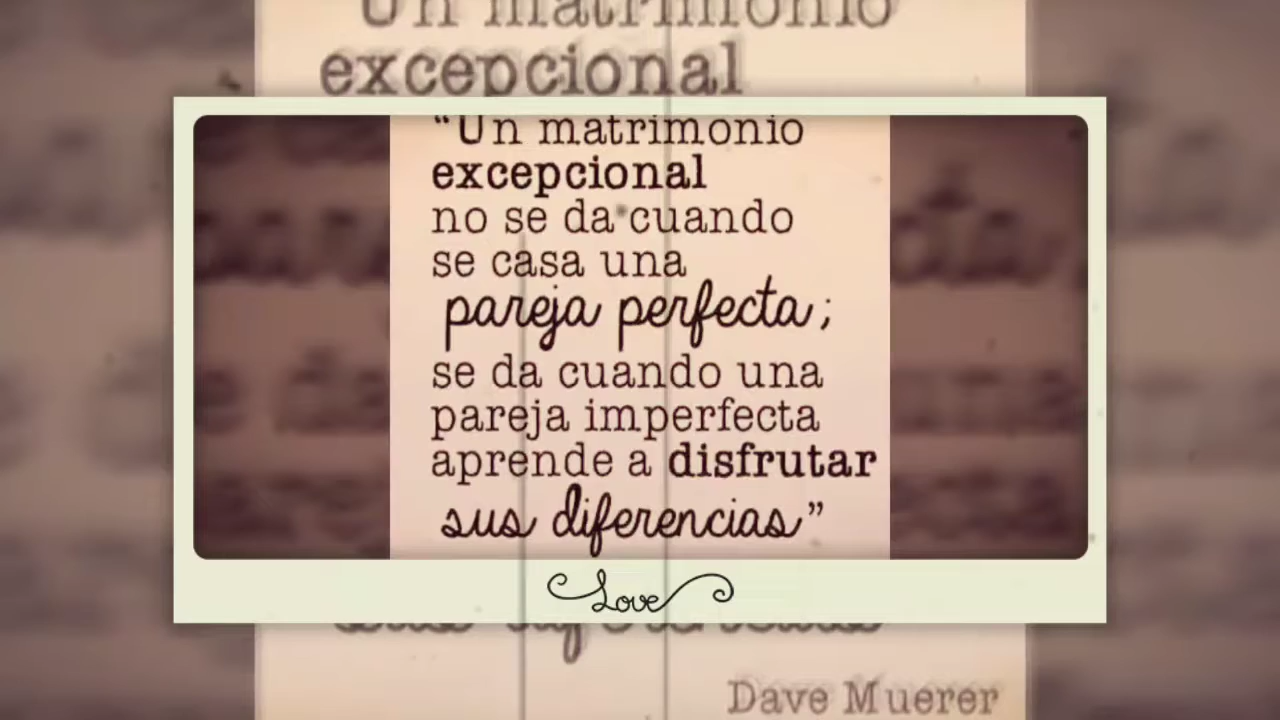 Un matrimonio
excepcional
“Un matrimonio
excepcional
no se da cuando
se casa una
pareja perfecta;
se da cuando una
pareja imperfecta
aprende a disfrutar
sus diferencias”
Love
Dave Muerer